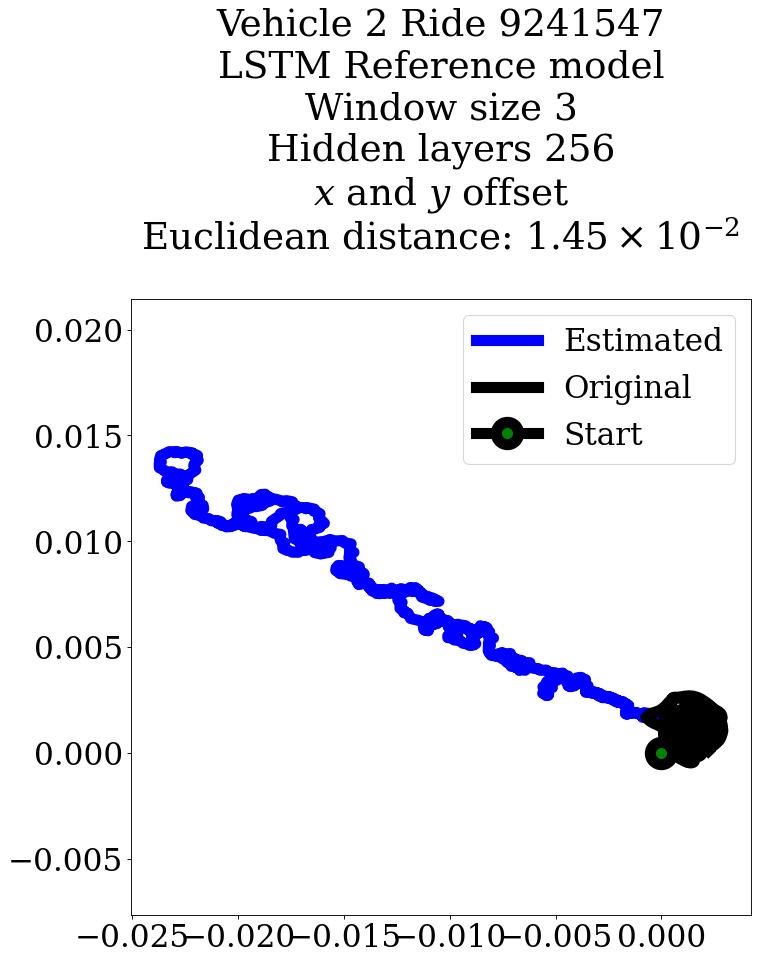 Vehicle 2 Ride 9241547
LSTM Reference model
Window size 3
Hidden layers 256
x and y offset
Euclidean distance: 1.45 × 10⁻²
Estimated
Original
Start
0.020
0.015
0.010
0.005
0.000
−0.005
−0.025 −0.020 −0.015 −0.010 −0.005 0.000